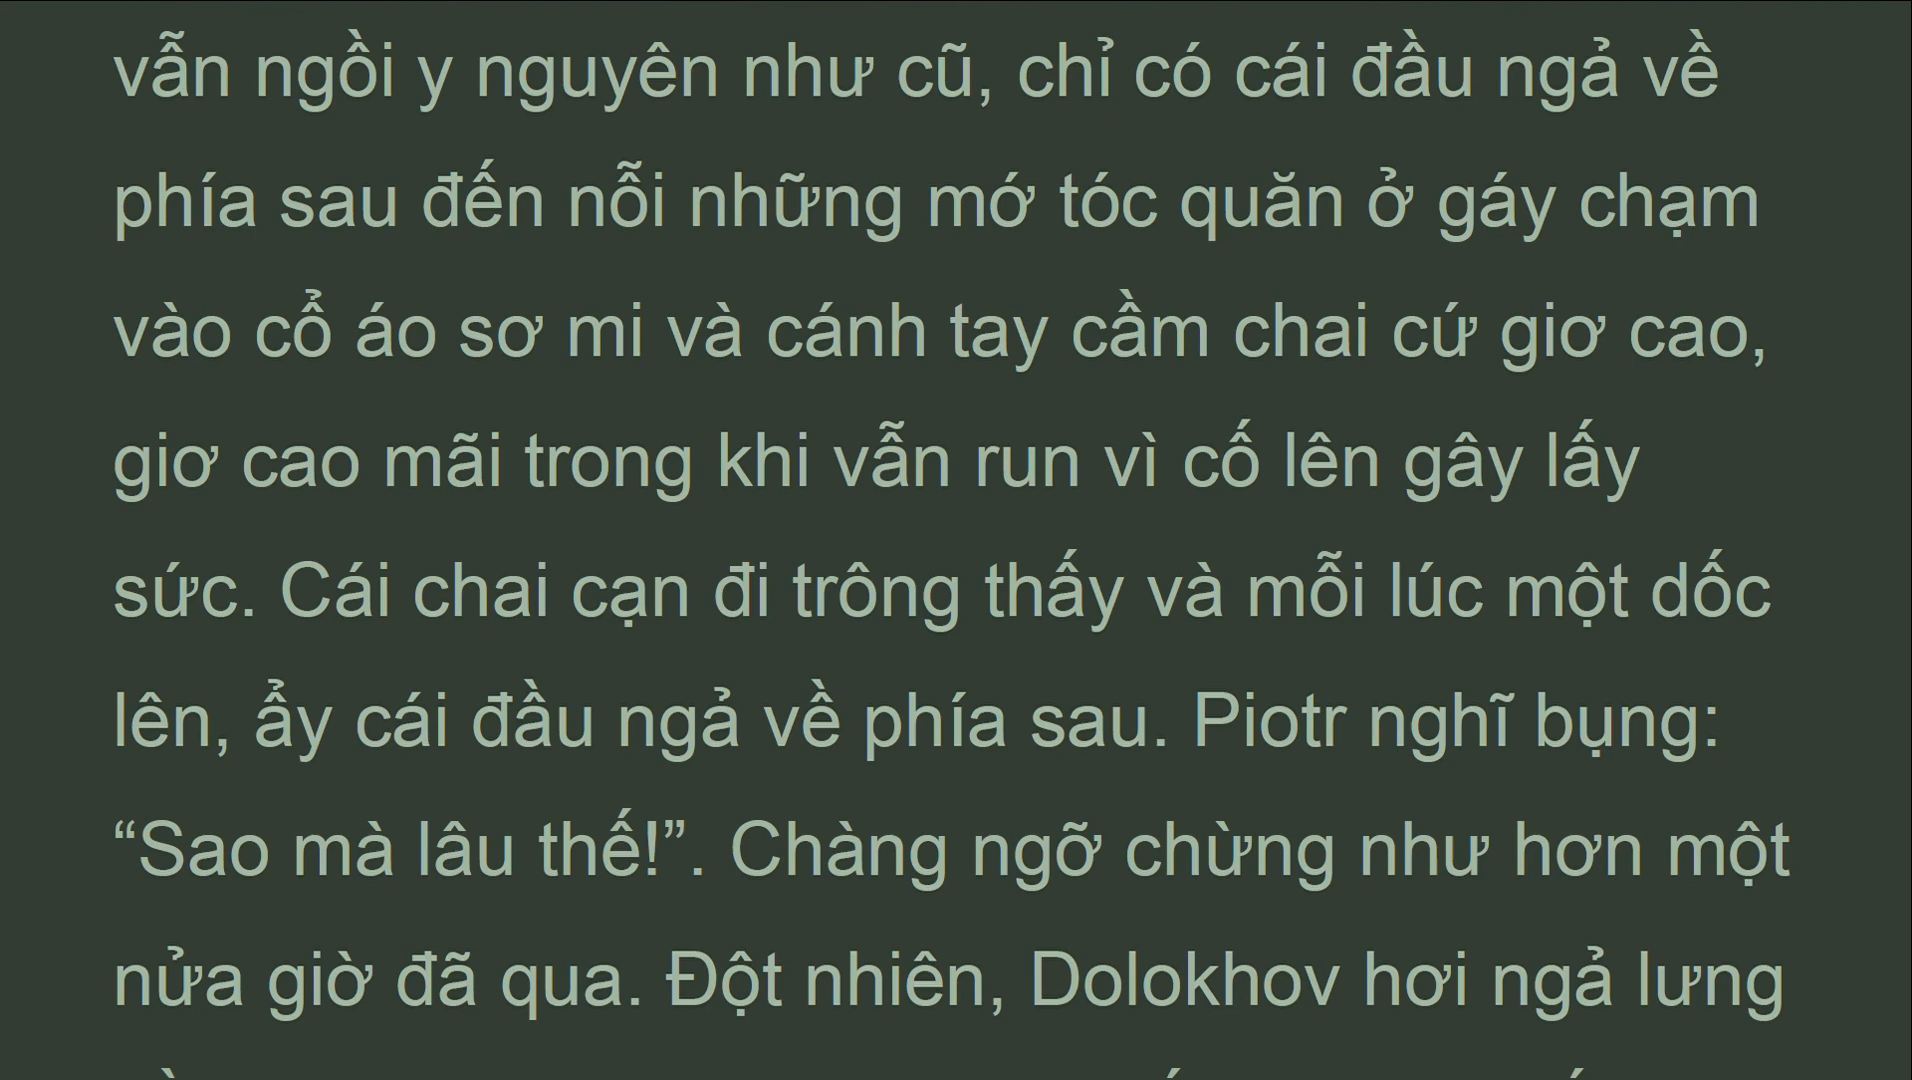 vẫn ngồi y nguyên như cũ, chỉ có cái đầu ngả về
phía sau đến nỗi những mớ tóc quăn ở gáy chạm
vào cổ áo sơ mi và cánh tay cầm chai cứ giơ cao,
giơ cao mãi trong khi vẫn run vì cố lên gây lấy
sức. Cái chai cạn đi trông thấy và mỗi lúc một dốc
lên, ẩy cái đầu ngả về phía sau. Piotr nghĩ bụng:
“Sao mà lâu thế!”. Chàng ngỡ chừng như hơn một
nửa giờ đã qua. Đột nhiên, Dolokhov hơi ngả lưng